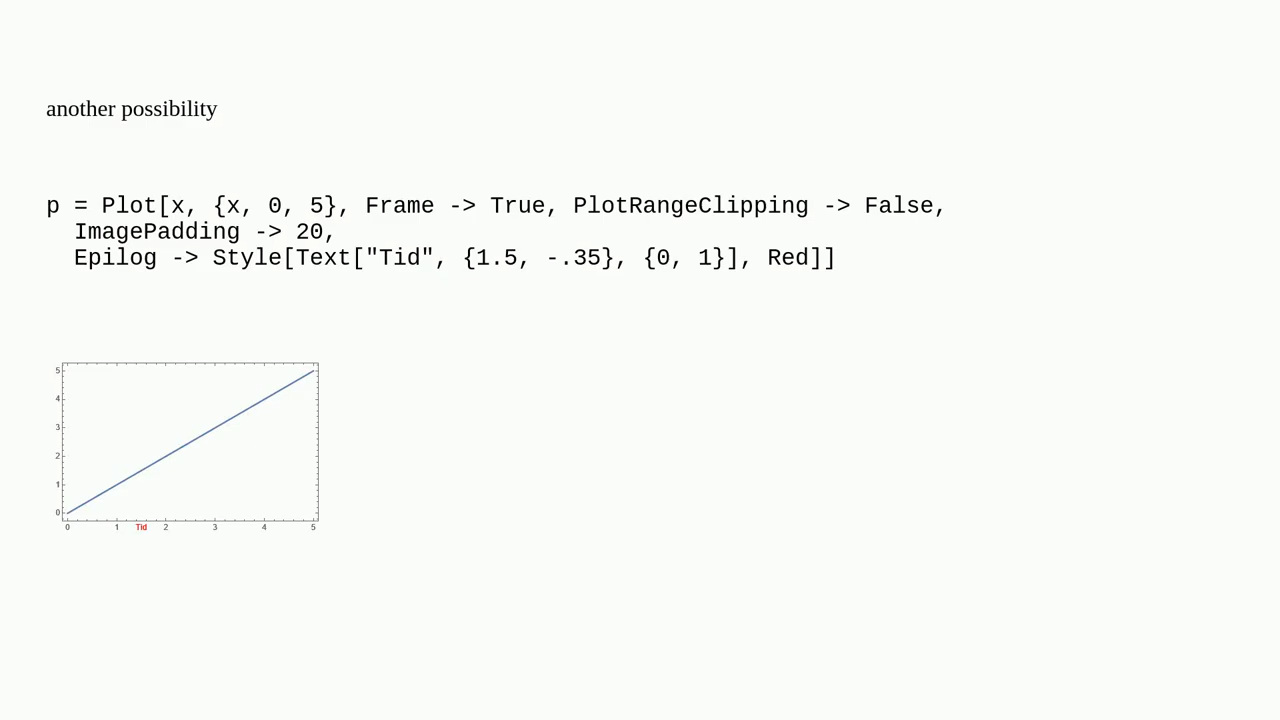 another possibility
p = Plot[x, {x, 0, 5}, Frame -> True, PlotRangeClipping -> False,
ImagePadding -> 20,
Epilog -> Style[Text["Tid", {1.5, -.35}, {0, 1}], Red]]
5
4
3
2
1
0
0 1 Tid 2 3 4 5